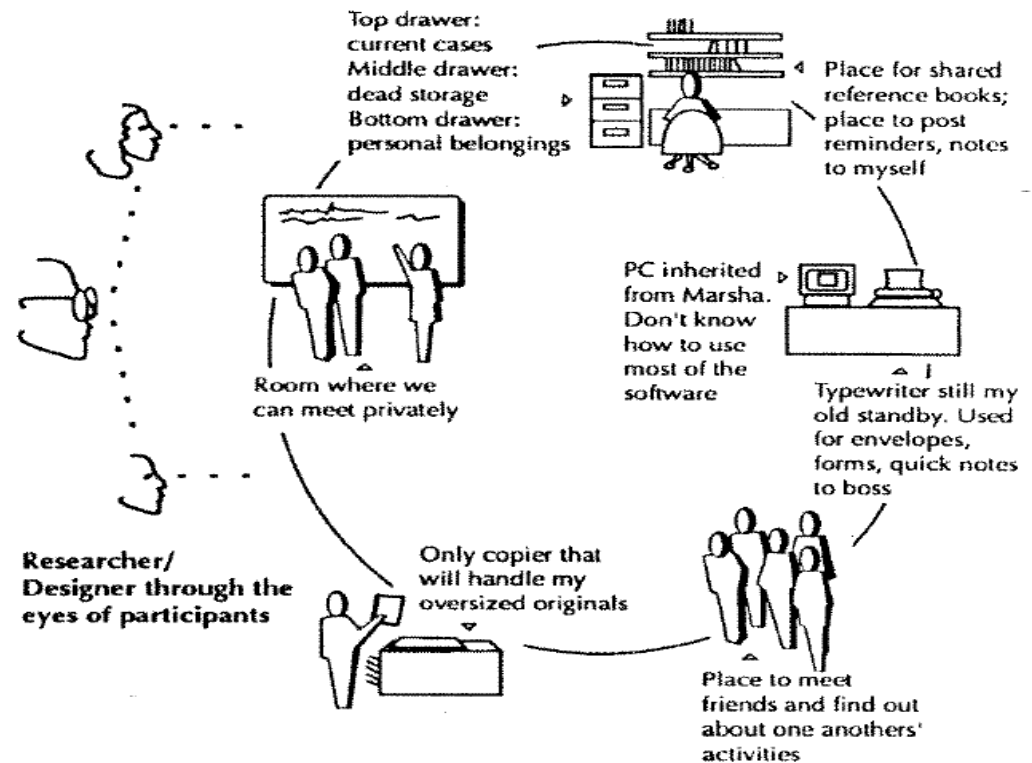 Top drawer:
current cases
Middle drawer:
dead storage
Bottom drawer:
personal belongings
Place for shared
reference books;
place to post
reminders, notes
to myself
PC inherited
from Marsha.
Don't know
how to use
most of the
software
Typewriter still my
old standby. Used
for envelopes,
forms, quick notes
to boss
Room where we
can meet privately
Only copier that
will handle my
oversized originals
Place to meet
friends and find out
about one anothers'
activities
Researcher/
Designer through the
eyes of participants